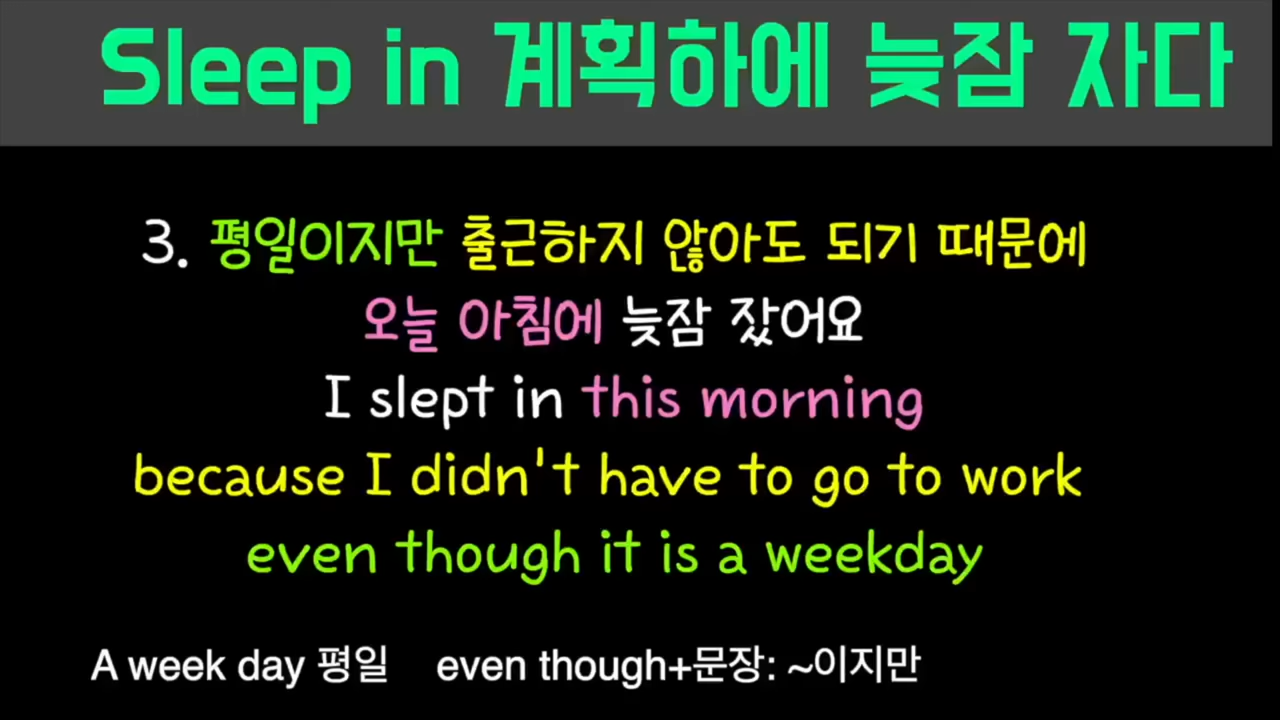 Sleep in 계획하에 늦잠 자다
3. 평일이지만 출근하지 않아도 되기 때문에
오늘 아침에 늦잠 잤어요
I slept in this morning
because I didn't have to go to work
even though it is a weekday
A week day 평일 even though+문장: ~이지만